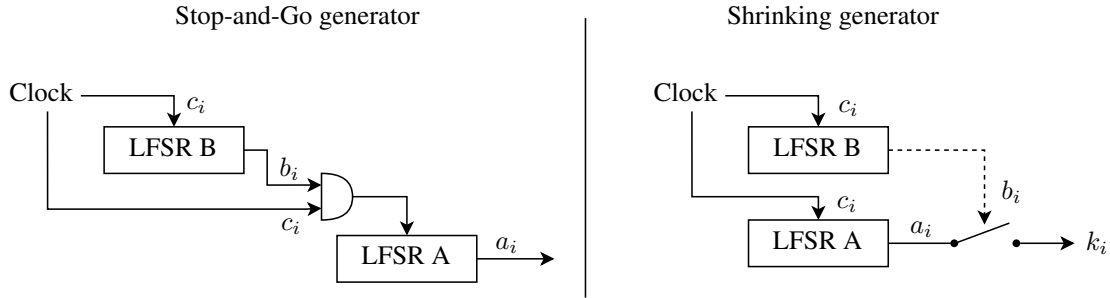 Stop-and-Go generator
Clock
c_i
LFSR B
b_i
c_i
LFSR A
a_i
Shrinking generator
Clock
c_i
LFSR B
b_i
c_i
LFSR A
a_i
k_i